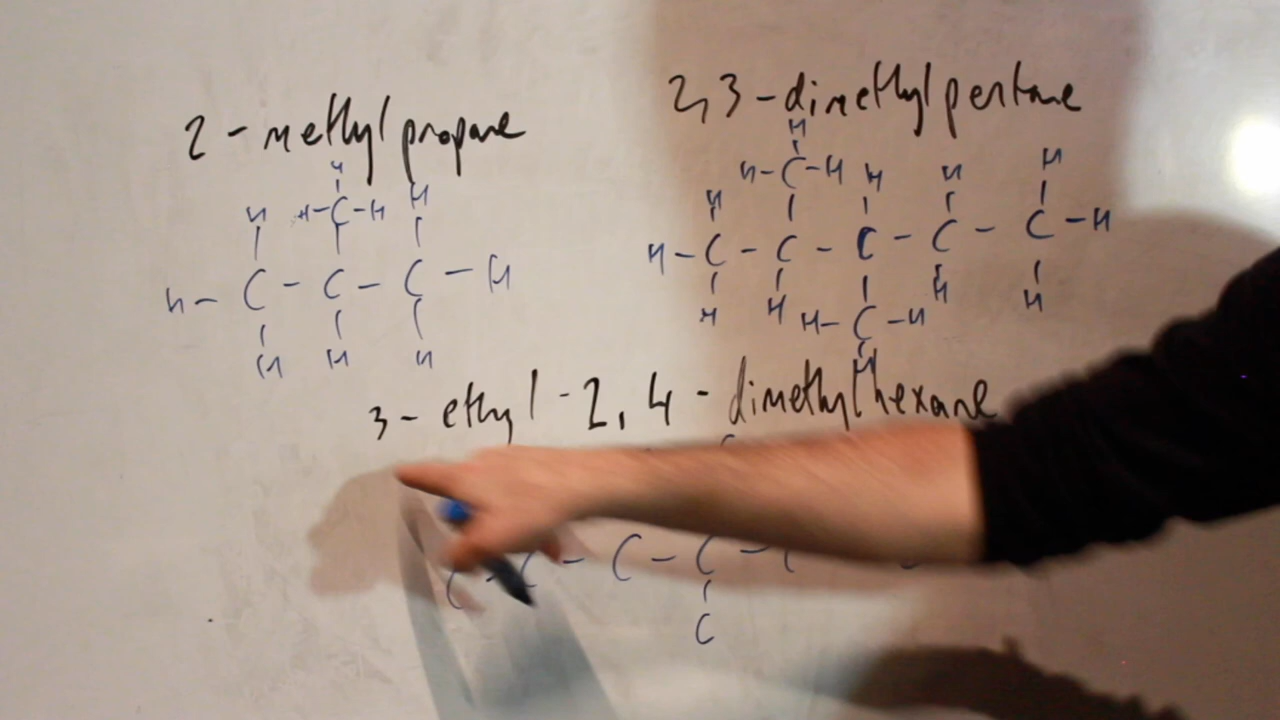 2-methylpropane
H
H H-C-H H
H-C-C-C-H
H H H
2,3-dimethylpentane
H
H-C-H H H H
H
H-C-C-C-C-C-H
H H H-C-H H H
H
3-ethyl-2,4-dimethylhexane
C-C-C-C-C
C